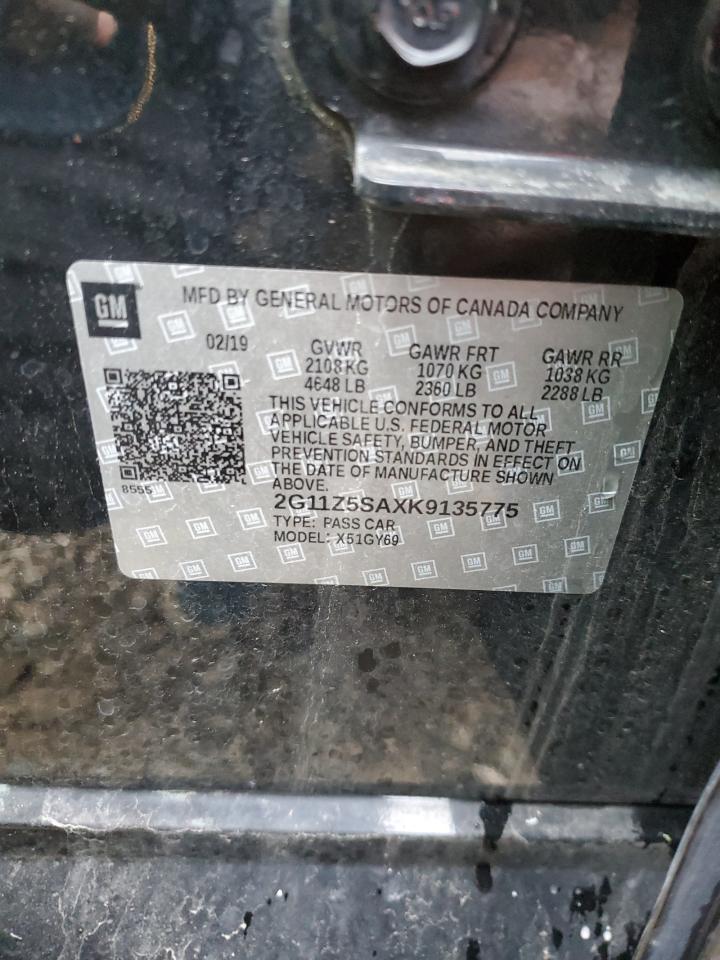 GM
MFD BY GENERAL MOTORS OF CANADA COMPANY
02/19
GVWR GAWR FRT GAWR RR
2108 KG 1070 KG 1038 KG
4648 LB 2360 LB 2288 LB
THIS VEHICLE CONFORMS TO ALL
APPLICABLE U.S. FEDERAL MOTOR
VEHICLE SAFETY, BUMPER, AND THEFT
PREVENTION STANDARDS IN EFFECT ON
THE DATE OF MANUFACTURE SHOWN
ABOVE.
8555
2G11Z5SAXK9135775
TYPE: PASS CAR
MODEL: X51GY69